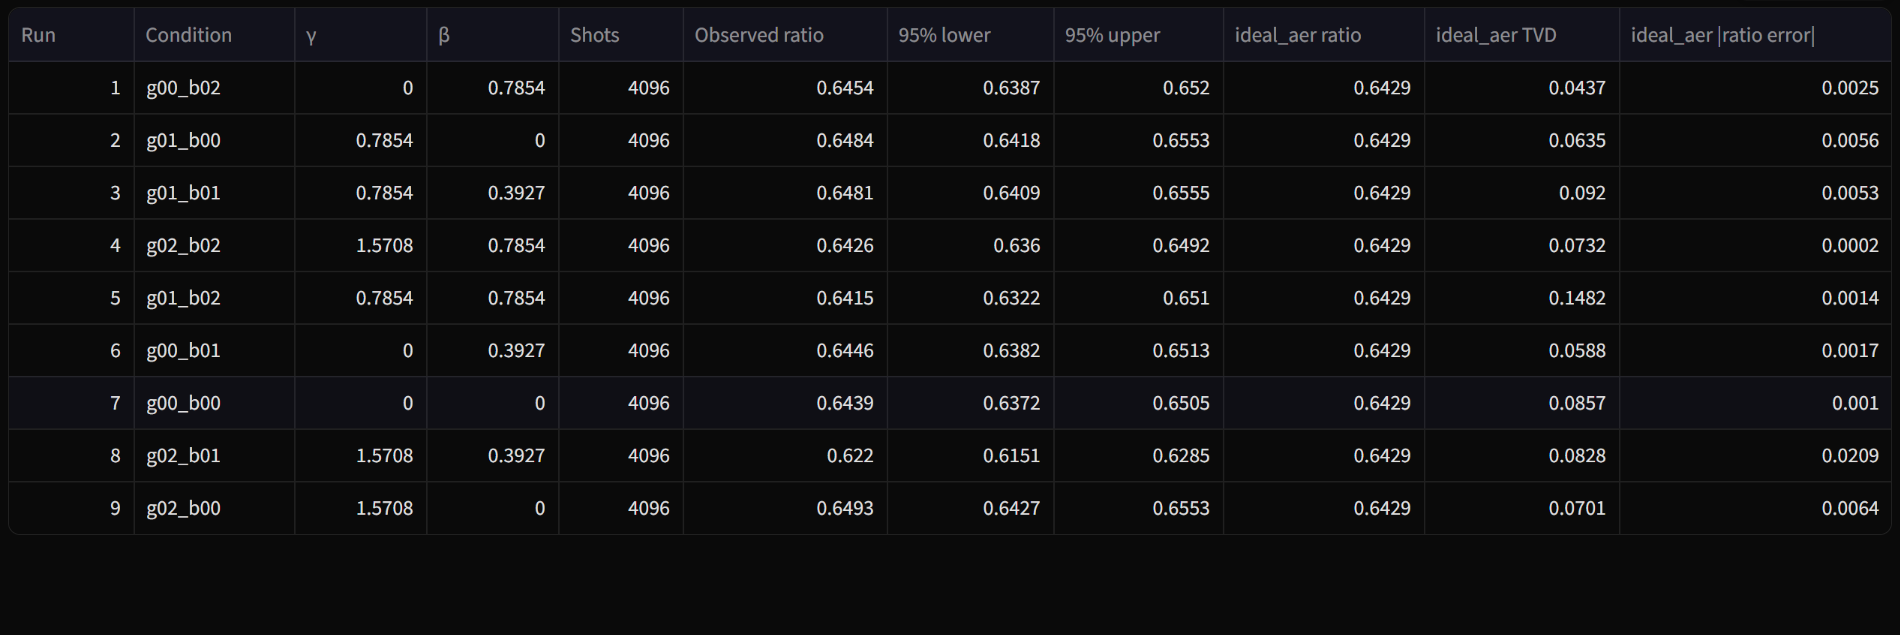 Run Condition γ β Shots Observed ratio 95% lower 95% upper ideal_aer ratio ideal_aer TVD ideal_aer |ratio error|
1 g00_b02 0 0.7854 4096 0.6454 0.6387 0.652 0.6429 0.0437 0.0025
2 g01_b00 0.7854 0 4096 0.6484 0.6418 0.6553 0.6429 0.0635 0.0056
3 g01_b01 0.7854 0.3927 4096 0.6481 0.6409 0.6555 0.6429 0.092 0.0053
4 g02_b02 1.5708 0.7854 4096 0.6426 0.636 0.6492 0.6429 0.0732 0.0002
5 g01_b02 0.7854 0.7854 4096 0.6415 0.6322 0.651 0.6429 0.1482 0.0014
6 g00_b01 0 0.3927 4096 0.6446 0.6382 0.6513 0.6429 0.0588 0.0017
7 g00_b00 0 0 4096 0.6439 0.6372 0.6505 0.6429 0.0857 0.001
8 g02_b01 1.5708 0.3927 4096 0.622 0.6151 0.6285 0.6429 0.0828 0.0209
9 g02_b00 1.5708 0 4096 0.6493 0.6427 0.6553 0.6429 0.0701 0.0064